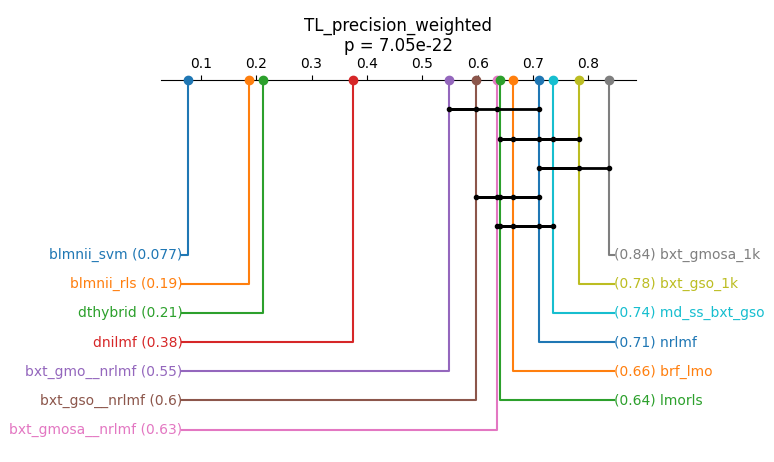 TL_precision_weighted
p = 7.05e-22
0.1 0.2 0.3 0.4 0.5 0.6 0.7 0.8
blmnii_svm (0.077) (0.84) bxt_gmosa_1k
blmnii_rls (0.19) (0.78) bxt_gso_1k
dthybrid (0.21) (0.74) md_ss_bxt_gso
dnilmf (0.38) (0.71) nrlmf
bxt_gmo__nrlmf (0.55) (0.66) brf_lmo
bxt_gso__nrlmf (0.6) (0.64) lmorls
bxt_gmosa__nrlmf (0.63)